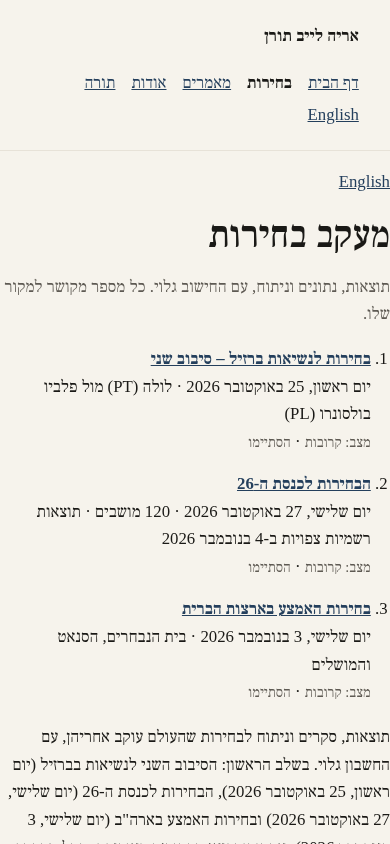 אריה לייב תורן
דף הבית בחירות מאמרים אודות תורה
English
English
מעקב בחירות
תוצאות, נתונים וניתוח, עם החישוב גלוי. כל מספר מקושר למקור
שלו.
1. בחירות לנשיאות ברזיל – סיבוב שני
יום ראשון, 25 באוקטובר 2026 · לולה (PT) מול פלביו
בולסונרו (PL)
מצב: קרובות · הסתיימו
2. הבחירות לכנסת ה-26
יום שלישי, 27 באוקטובר 2026 · 120 מושבים · תוצאות
רשמיות צפויות ב-4 בנובמבר 2026
מצב: קרובות · הסתיימו
3. בחירות האמצע בארצות הברית
יום שלישי, 3 בנובמבר 2026 · בית הנבחרים, הסנאט
והמושלים
מצב: קרובות · הסתיימו
תוצאות, סקרים וניתוח לבחירות שהעולם עוקב אחריהן, עם
החשבון גלוי. בשלב הראשון: הסיבוב השני לנשיאות בברזיל (יום
ראשון, 25 באוקטובר 2026), הבחירות לכנסת ה-26 (יום שלישי,
27 באוקטובר 2026) ובחירות האמצע בארה"ב (יום שלישי, 3